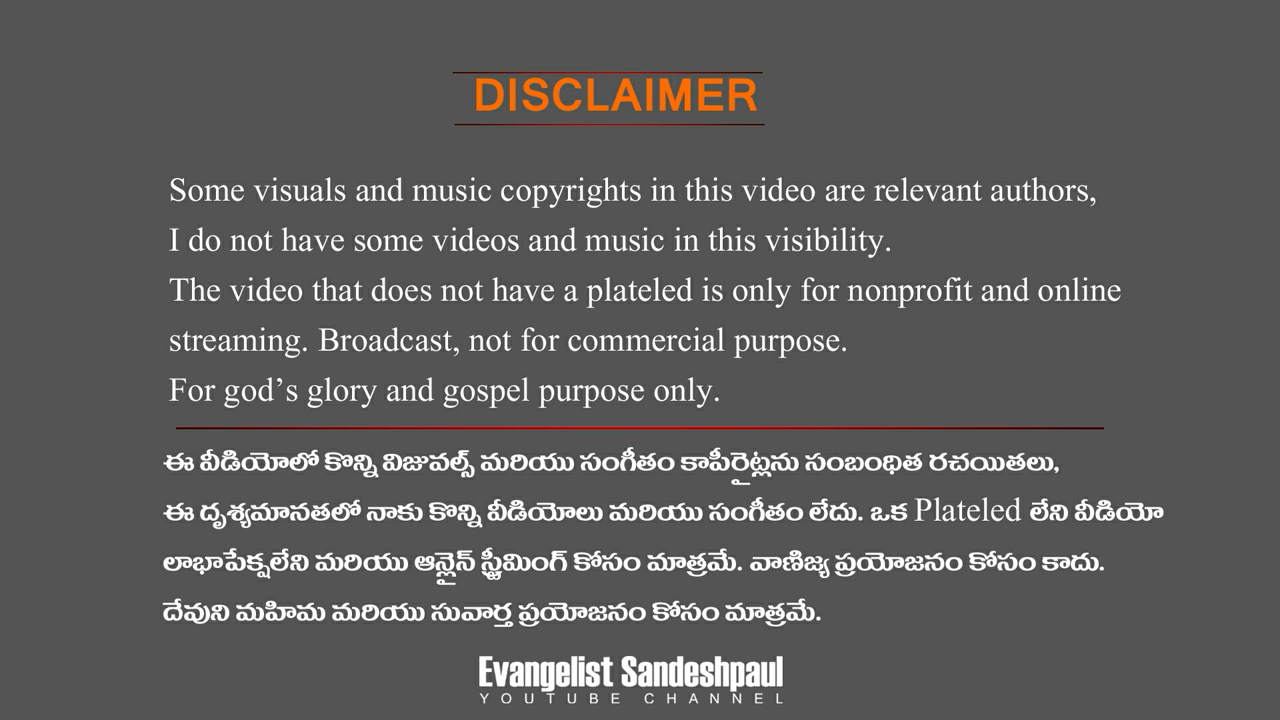 DISCLAIMER
Some visuals and music copyrights in this video are relevant authors,
I do not have some videos and music in this visibility.
The video that does not have a plateled is only for nonprofit and online
streaming. Broadcast, not for commercial purpose.
For god's glory and gospel purpose only.
ఈ వీడియోలో కొన్ని విజువల్స్ మరియు సంగీతం కాపీరైట్లను సంబంధిత రచయితలు,
ఈ దృశ్యమానతలో నాకు కొన్ని వీడియోలు మరియు సంగీతం లేదు. ఒక Plateled లేని వీడియో
లాభాపేక్షలేని మరియు ఆన్లైన్ స్ట్రీమింగ్ కోసం మాత్రమే. వాణిజ్య ప్రయోజనం కోసం కాదు.
దేవుని మహిమ మరియు సువార్త ప్రయోజనం కోసం మాత్రమే.
Evangelist Sandeshpaul
YOUTUBE CHANNEL